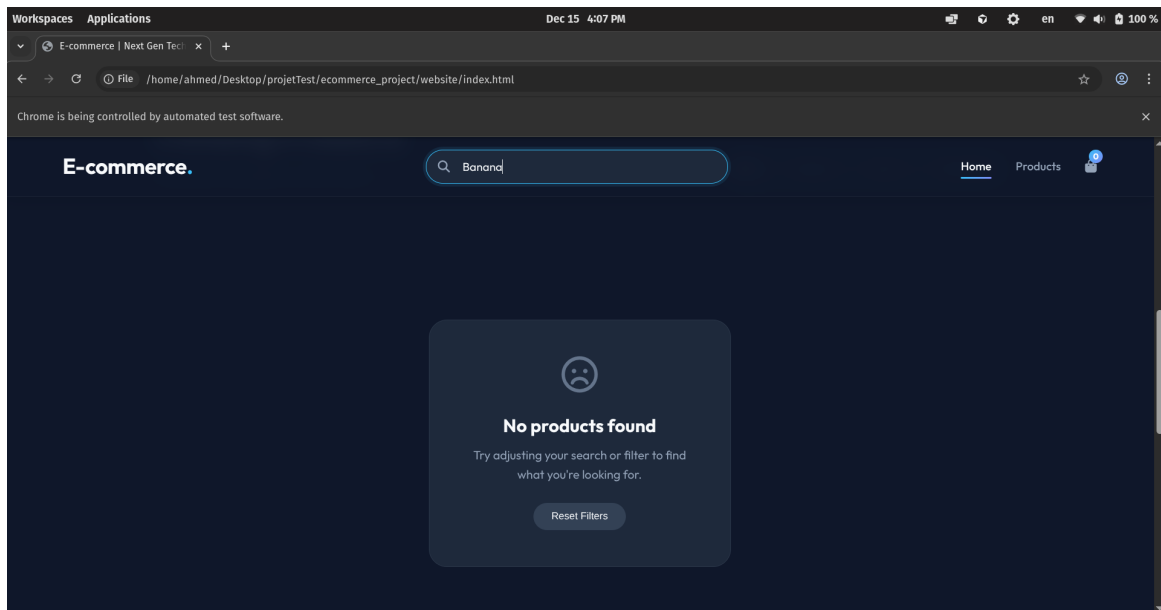 Workspaces Applications Dec 15 4:07 PM en 100 %
E-commerce | Next Gen Tech
File /home/ahmed/Desktop/projetTest/ecommerce_project/website/index.html
Chrome is being controlled by automated test software.
E-commerce. Banana Home Products 0
No products found
Try adjusting your search or filter to find
what you're looking for.
Reset Filters